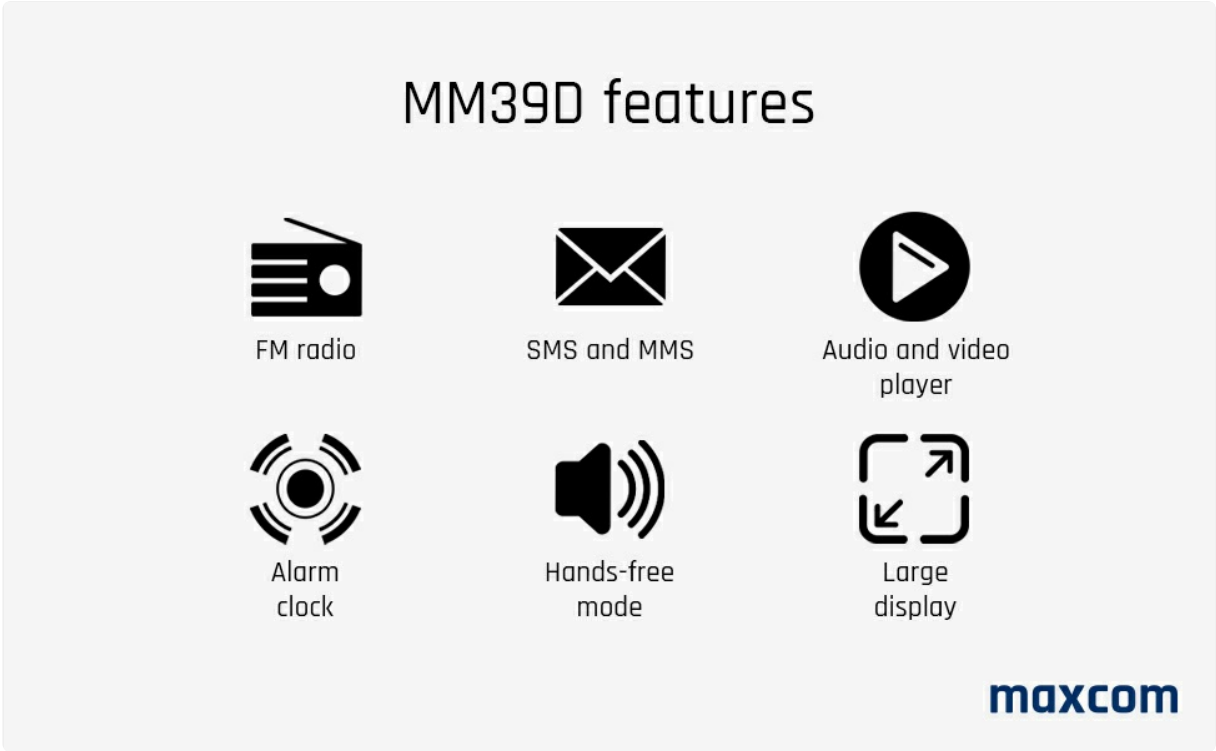 MM39D features
FM radio
SMS and MMS
Audio and video
player
Alarm
clock
Hands-free
mode
Large
display
maxcom